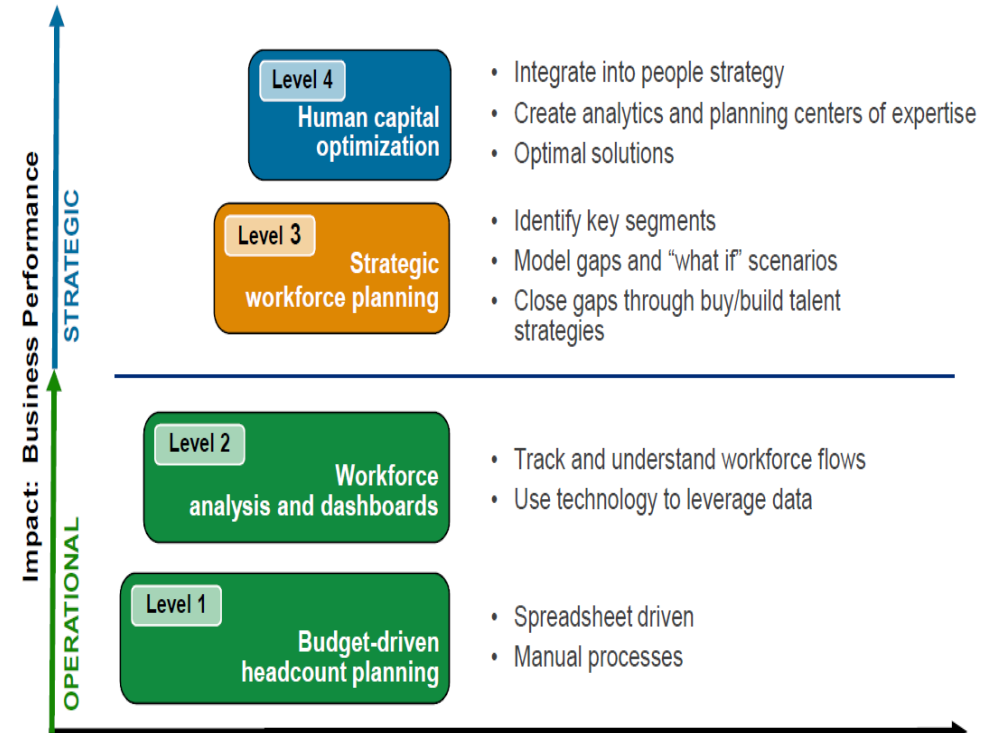 Impact: Business Performance
STRATEGIC
OPERATIONAL
Level 4
Human capital
optimization
• Integrate into people strategy
• Create analytics and planning centers of expertise
• Optimal solutions
Level 3
Strategic
workforce planning
• Identify key segments
• Model gaps and “what if” scenarios
• Close gaps through buy/build talent
strategies
Level 2
Workforce
analysis and dashboards
• Track and understand workforce flows
• Use technology to leverage data
Level 1
Budget-driven
headcount planning
• Spreadsheet driven
• Manual processes